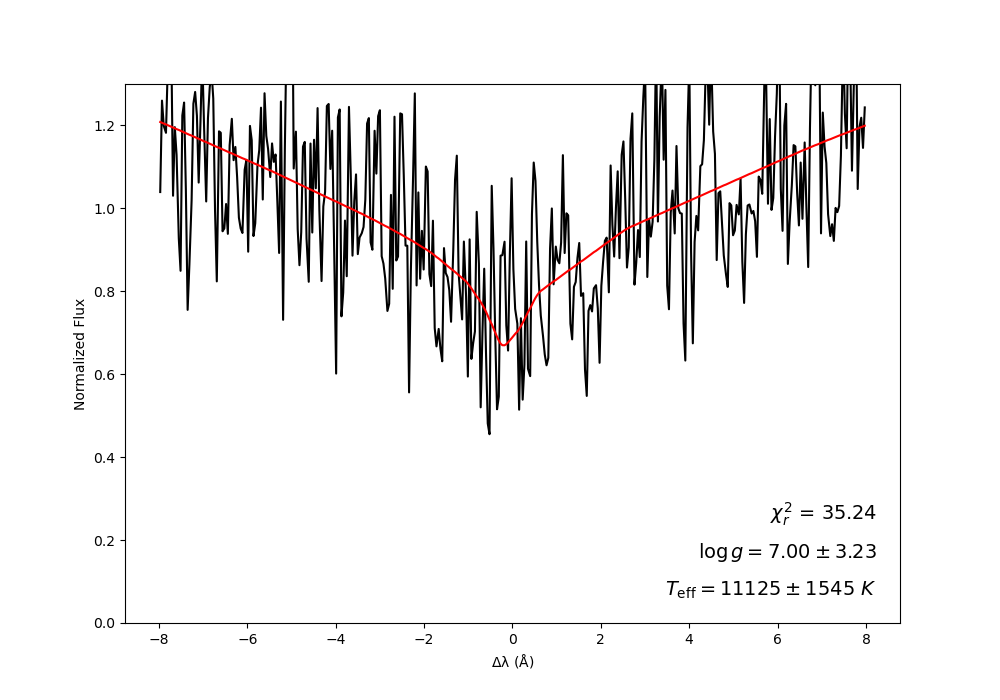 1.2
1.0
0.8
0.6
0.4
0.2
0.0
Normalized Flux
χ²ᵣ = 35.24
log g = 7.00 ± 3.23
T_eff = 11125 ± 1545 K
−8 −6 −4 −2 0 2 4 6 8
Δλ (Å)